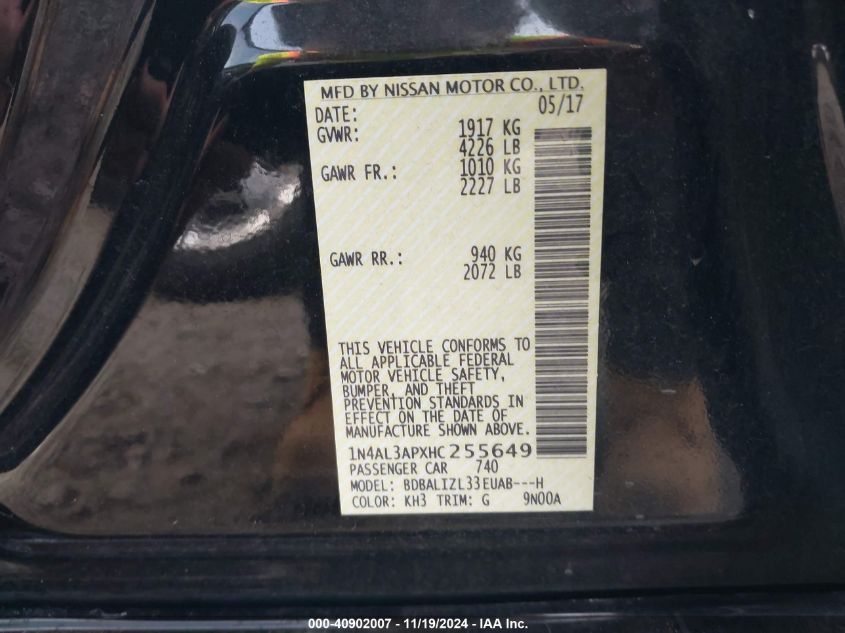 MFD BY NISSAN MOTOR CO., LTD.
DATE: 05/17
GVWR: 1917 KG
4226 LB
GAWR FR.: 1010 KG
2227 LB
GAWR RR.: 940 KG
2072 LB
THIS VEHICLE CONFORMS TO
ALL APPLICABLE FEDERAL
MOTOR VEHICLE SAFETY,
BUMPER, AND THEFT
PREVENTION STANDARDS IN
EFFECT ON THE DATE OF
MANUFACTURE SHOWN ABOVE.
1N4AL3APXHC255649
PASSENGER CAR 740
MODEL: BDBALIZL33EUAB---H
COLOR: KH3 TRIM: G 9N00A
000-40902007 - 11/19/2024 - IAA Inc.